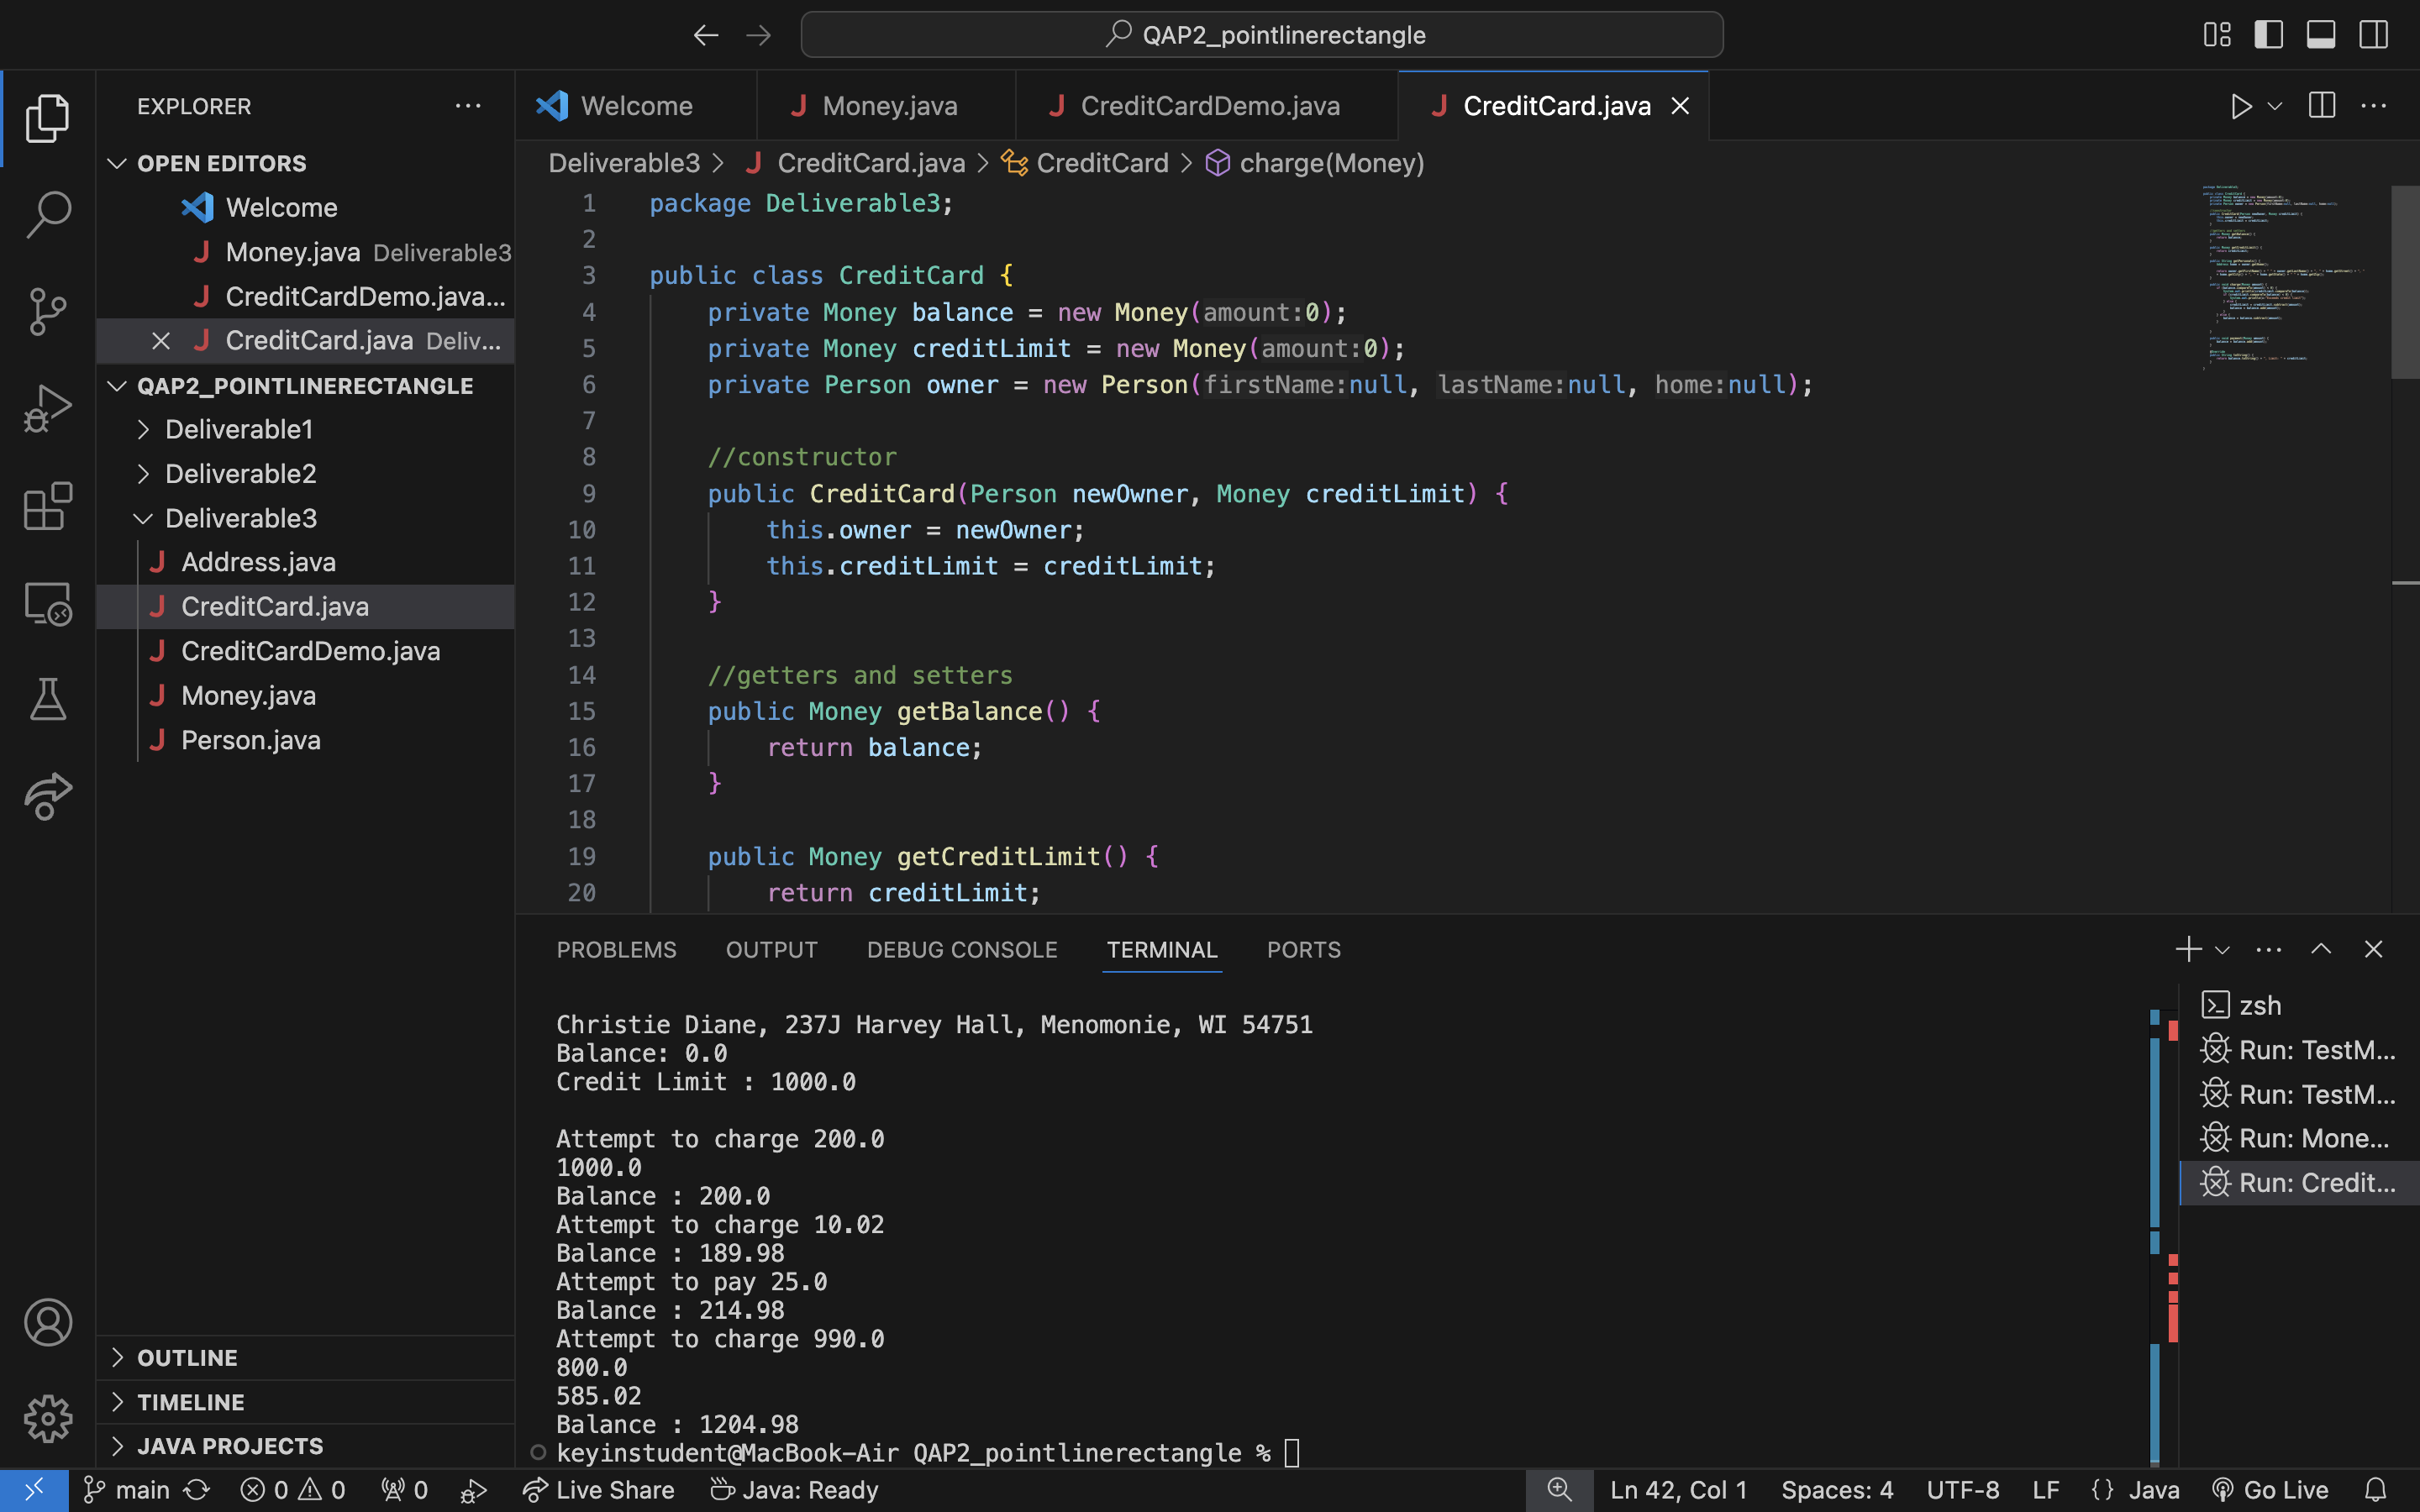 QAP2_pointlinerectangle
EXPLORER
OPEN EDITORS
Welcome
Money.java Deliverable3
CreditCardDemo.java...
CreditCard.java Deliv...
QAP2_POINTLINERECTANGLE
Deliverable1
Deliverable2
Deliverable3
Address.java
CreditCard.java
CreditCardDemo.java
Money.java
Person.java
OUTLINE
TIMELINE
JAVA PROJECTS
Welcome
Money.java
CreditCardDemo.java
CreditCard.java
Deliverable3 > CreditCard.java > CreditCard > charge(Money)
1 package Deliverable3;
2
3 public class CreditCard {
4 private Money balance = new Money(amount:0);
5 private Money creditLimit = new Money(amount:0);
6 private Person owner = new Person(firstName:null, lastName:null, home:null);
7
8 //constructor
9 public CreditCard(Person newOwner, Money creditLimit) {
10 this.owner = newOwner;
11 this.creditLimit = creditLimit;
12 }
13
14 //getters and setters
15 public Money getBalance() {
16 return balance;
17 }
18
19 public Money getCreditLimit() {
20 return creditLimit;
PROBLEMS OUTPUT DEBUG CONSOLE TERMINAL PORTS
Christie Diane, 237J Harvey Hall, Menomonie, WI 54751
Balance: 0.0
Credit Limit : 1000.0
Attempt to charge 200.0
1000.0
Balance : 200.0
Attempt to charge 10.02
Balance : 189.98
Attempt to pay 25.0
Balance : 214.98
Attempt to charge 990.0
800.0
585.02
Balance : 1204.98
keyinstudent@MacBook-Air QAP2_pointlinerectangle %
zsh
Run: TestM...
Run: TestM...
Run: Mone...
Run: Credit...
main 0 0 0 Live Share Java: Ready Ln 42, Col 1 Spaces: 4 UTF-8 LF {} Java Go Live